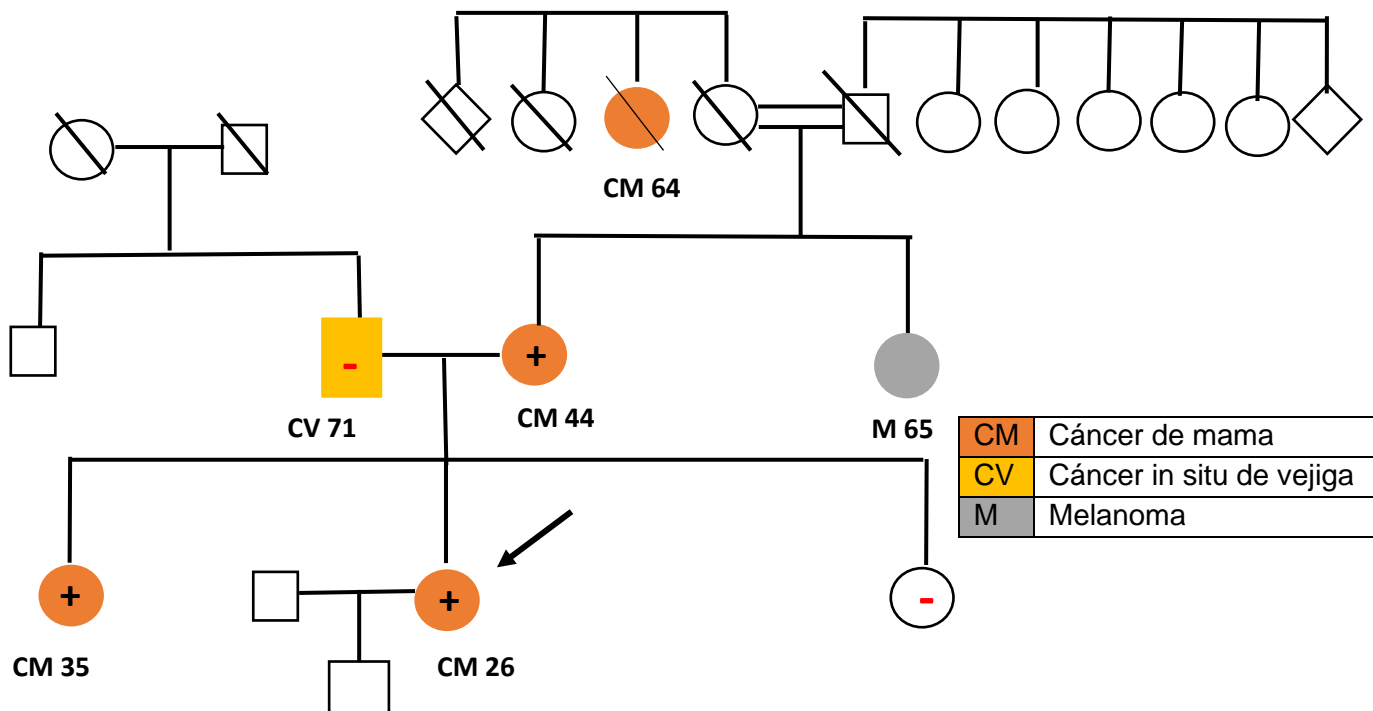 CM 64
-
+
CV 71
CM 44
M 65
CM Cáncer de mama
CV Cáncer in situ de vejiga
M Melanoma
+
+
-
CM 35
CM 26